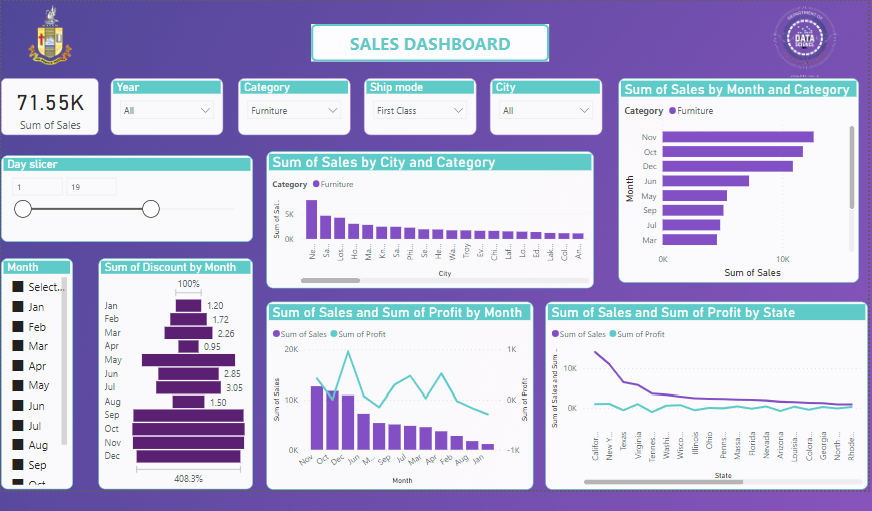 SALES DASHBOARD
DEPARTMENT OF
DATA
SCIENCE
71.55K
Sum of Sales
Year
All
Category
Furniture
Ship mode
First Class
City
All
Sum of Sales by Month and Category
Category Furniture
Month
Nov
Oct
Dec
Jun
May
Sep
Jul
Mar
0K 10K
Sum of Sales
Day slicer
1 19
Sum of Sales by City and Category
Category Furniture
Sum of Sal...
5K
0K
Ne... Sa... Los... Ho... Ma... Kn... Sa... Phi... Se... He... Wa... Troy Ev... Chi... Laf... Lo... Ed... Lak... Col... An...
City
Month
Select...
Jan
Feb
Mar
Apr
May
Jun
Jul
Aug
Sep
Oct
Sum of Discount by Month
100%
Jan 1.20
Feb 1.72
Mar 2.26
Apr 0.95
May
Jun 2.85
Jul 3.05
Aug 1.50
Sep
Oct
Nov
Dec
408.3%
Sum of Sales and Sum of Profit by Month
Sum of Sales Sum of Profit
Sum of Sales
20K
10K
0K
1K
0K
-1K
Sum of Profit
Nov Oct Dec Jun M... Sep Jul Mar Apr Feb Aug Jan
Month
Sum of Sales and Sum of Profit by State
Sum of Sales Sum of Profit
Sum of Sales and Sum ...
10K
0K
Califor... New Y... Texas Virginia Tennes... Washi... Wisco... Illinois Ohio Penns... Massa... Florida Nevada Arizona Louisia... Colora... Georgia North ... Rhode...
State